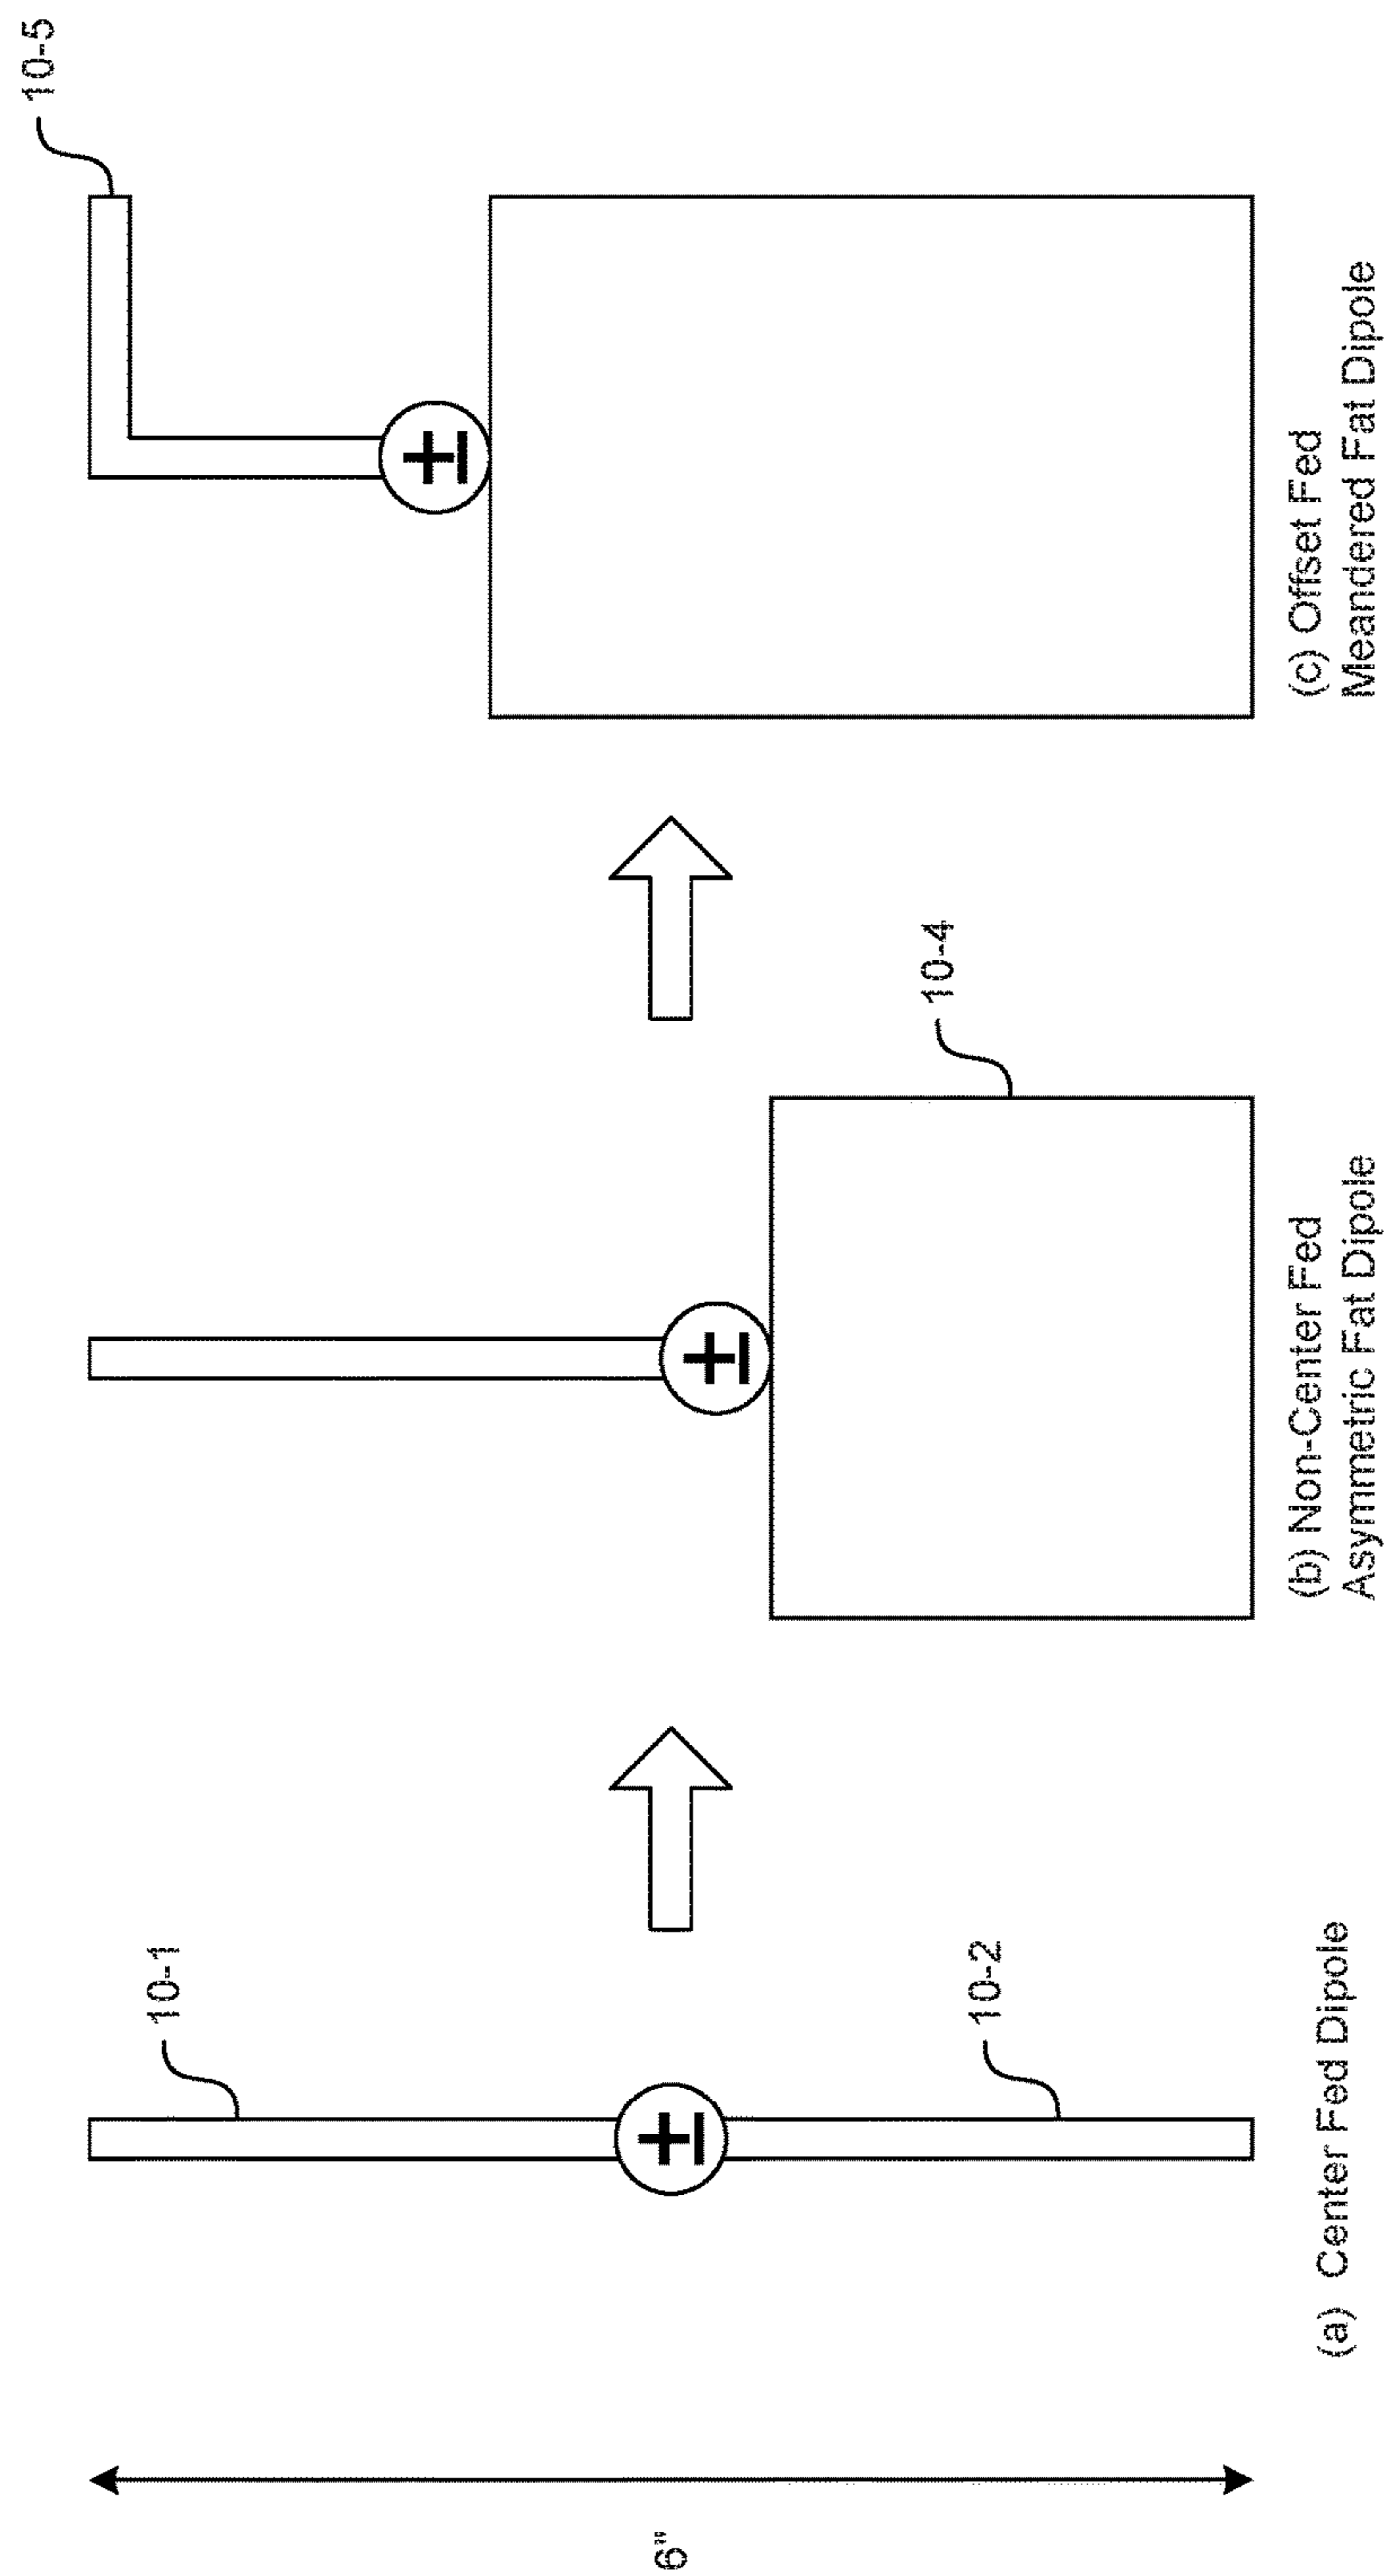 6"
10-1
10-2
10-4
10-5
±
±
±
(a) Center Fed Dipole
(b) Non-Center Fed
Asymmetric Fat Dipole
(c) Offset Fed
Meandered Fat Dipole